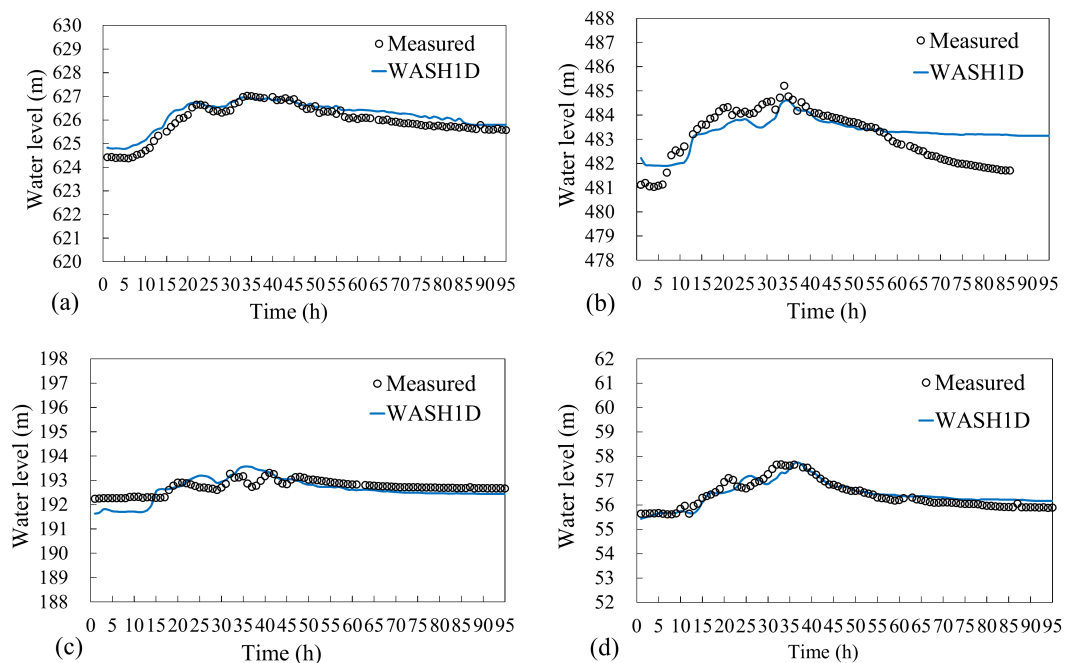 630
629
628
627
626
625
624
623
622
621
620
Water level (m)
Measured
WASH1D
0 5 10 15 20 25 30 35 40 45 50 55 60 65 70 75 80 85 90 95
Time (h)
(a)
488
487
486
485
484
483
482
481
480
479
478
Water level (m)
Measured
WASH1D
0 5 10 15 20 25 30 35 40 45 50 55 60 65 70 75 80 85 90 95
Time (h)
(b)
198
197
196
195
194
193
192
191
190
189
188
Water level (m)
Measured
WASH1D
0 5 10 15 20 25 30 35 40 45 50 55 60 65 70 75 80 85 90 95
Time (h)
(c)
62
61
60
59
58
57
56
55
54
53
52
Water level (m)
Measured
WASH1D
0 5 10 15 20 25 30 35 40 45 50 55 60 65 70 75 80 85 90 95
Time (h)
(d)